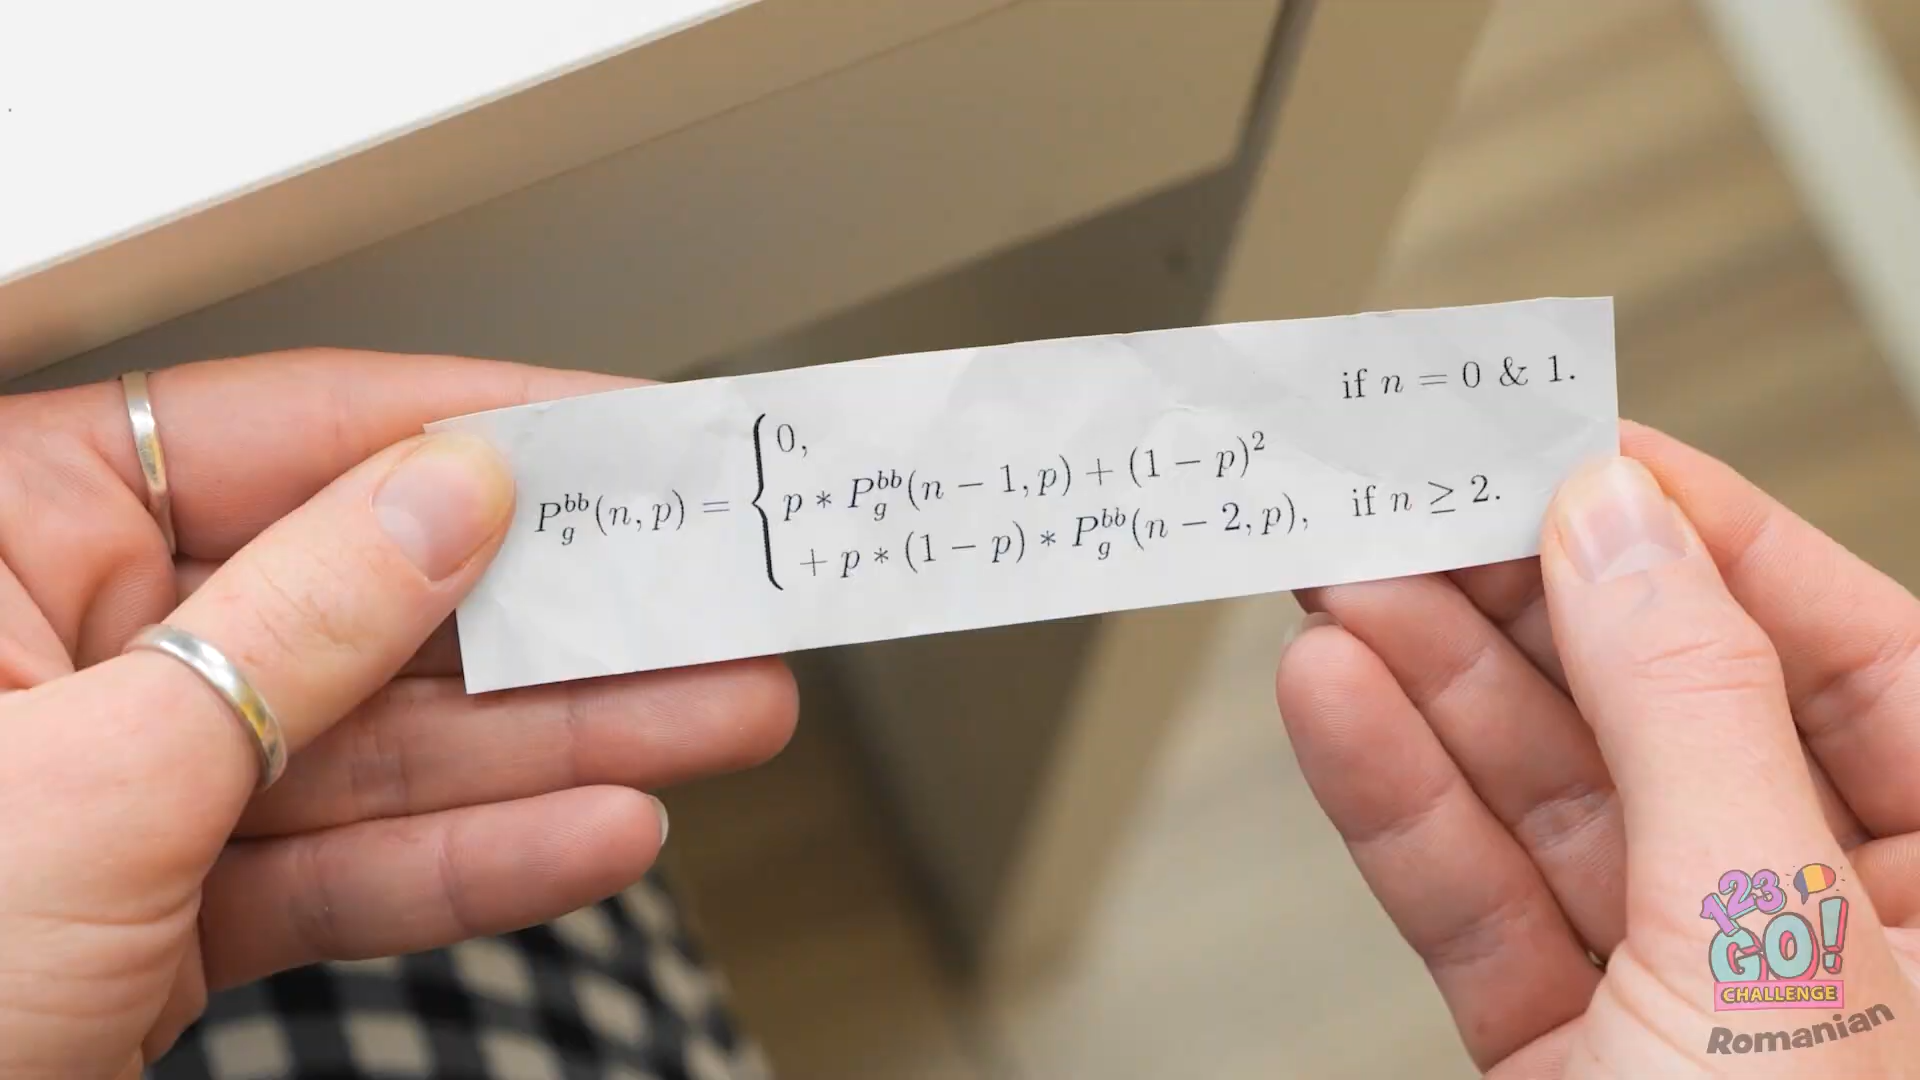 P_g^{bb}(n, p) = { 0, if n = 0 & 1.
p * P_g^{bb}(n − 1, p) + (1 − p)^2
+ p * (1 − p) * P_g^{bb}(n − 2, p), if n ≥ 2.
123
GO!
CHALLENGE
Romanian